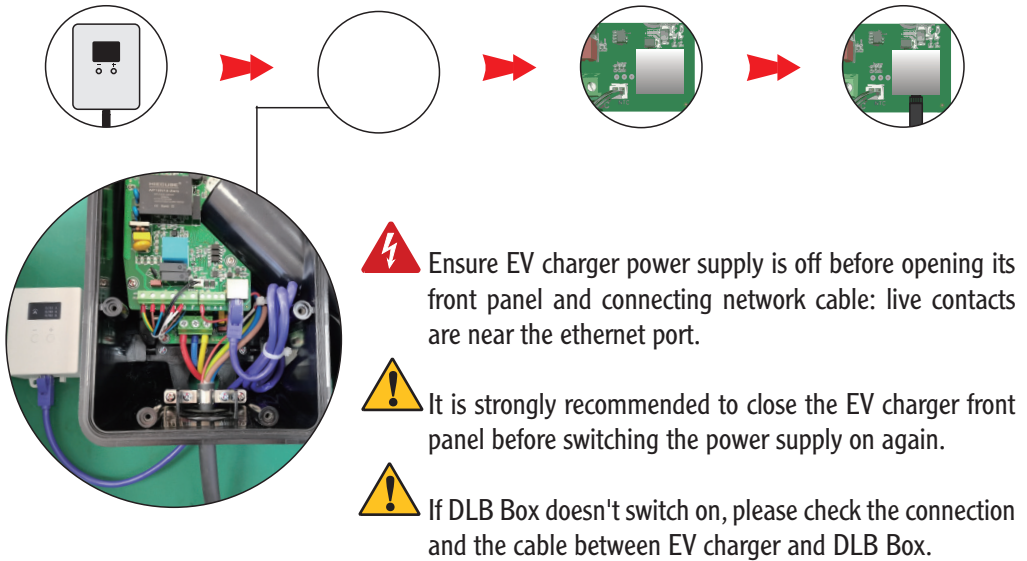 Ensure EV charger power supply is off before opening its
front panel and connecting network cable: live contacts
are near the ethernet port.
It is strongly recommended to close the EV charger front
panel before switching the power supply on again.
If DLB Box doesn't switch on, please check the connection
and the cable between EV charger and DLB Box.